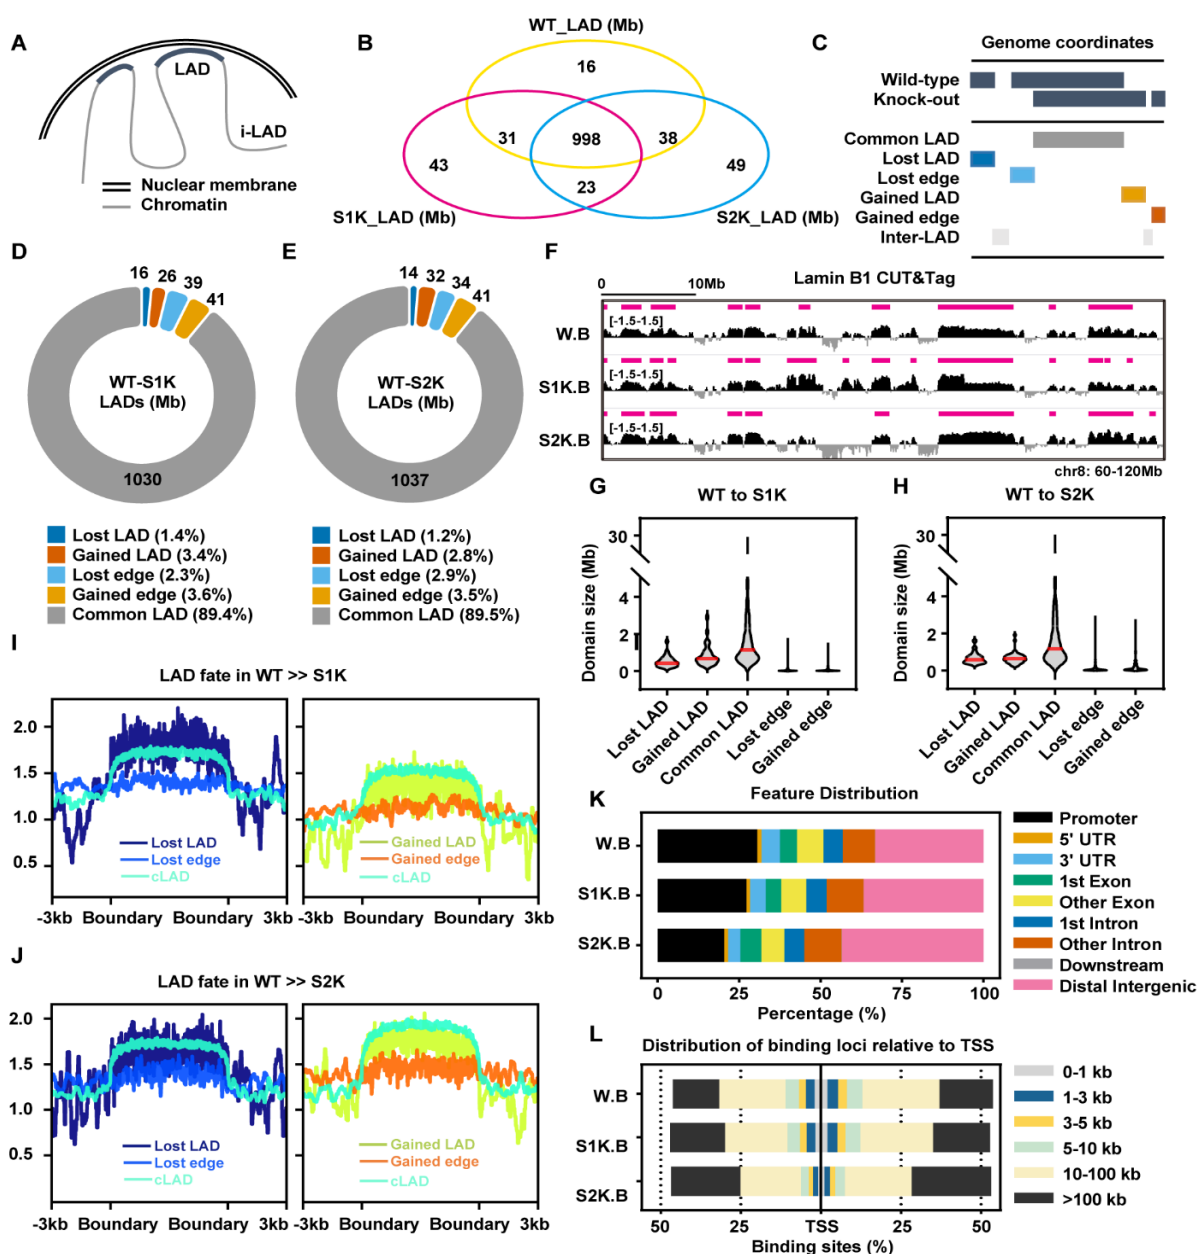 A
LAD
i-LAD
Nuclear membrane
Chromatin
B
WT_LAD (Mb)
16
31
998
38
43
49
23
S1K_LAD (Mb)
S2K_LAD (Mb)
C
Genome coordinates
Wild-type
Knock-out
Common LAD
Lost LAD
Lost edge
Gained LAD
Gained edge
Inter-LAD
D
16
26
39
41
WT-S1K
LADs (Mb)
1030
Lost LAD (1.4%)
Gained LAD (3.4%)
Lost edge (2.3%)
Gained edge (3.6%)
Common LAD (89.4%)
E
14
32
34
41
WT-S2K
LADs (Mb)
1037
Lost LAD (1.2%)
Gained LAD (2.8%)
Lost edge (2.9%)
Gained edge (3.5%)
Common LAD (89.5%)
F
0
10Mb
Lamin B1 CUT&Tag
W.B
[-1.5-1.5]
S1K.B
[-1.5-1.5]
S2K.B
[-1.5-1.5]
chr8: 60-120Mb
G
WT to S1K
Domain size (Mb)
30
4
2
0
Lost LAD
Gained LAD
Common LAD
Lost edge
Gained edge
H
WT to S2K
Domain size (Mb)
30
4
2
0
Lost LAD
Gained LAD
Common LAD
Lost edge
Gained edge
I
LAD fate in WT >> S1K
2.0
1.5
1.0
0.5
Lost LAD
Lost edge
cLAD
Gained LAD
Gained edge
cLAD
-3kb Boundary Boundary 3kb
-3kb Boundary Boundary 3kb
J
LAD fate in WT >> S2K
2.0
1.5
1.0
0.5
Lost LAD
Lost edge
cLAD
Gained LAD
Gained edge
cLAD
-3kb Boundary Boundary 3kb
-3kb Boundary Boundary 3kb
K
Feature Distribution
W.B
S1K.B
S2K.B
0 25 50 75 100
Percentage (%)
Promoter
5' UTR
3' UTR
1st Exon
Other Exon
1st Intron
Other Intron
Downstream
Distal Intergenic
L
Distribution of binding loci relative to TSS
W.B
S1K.B
S2K.B
50 25 TSS 25 50
Binding sites (%)
0-1 kb
1-3 kb
3-5 kb
5-10 kb
10-100 kb
>100 kb